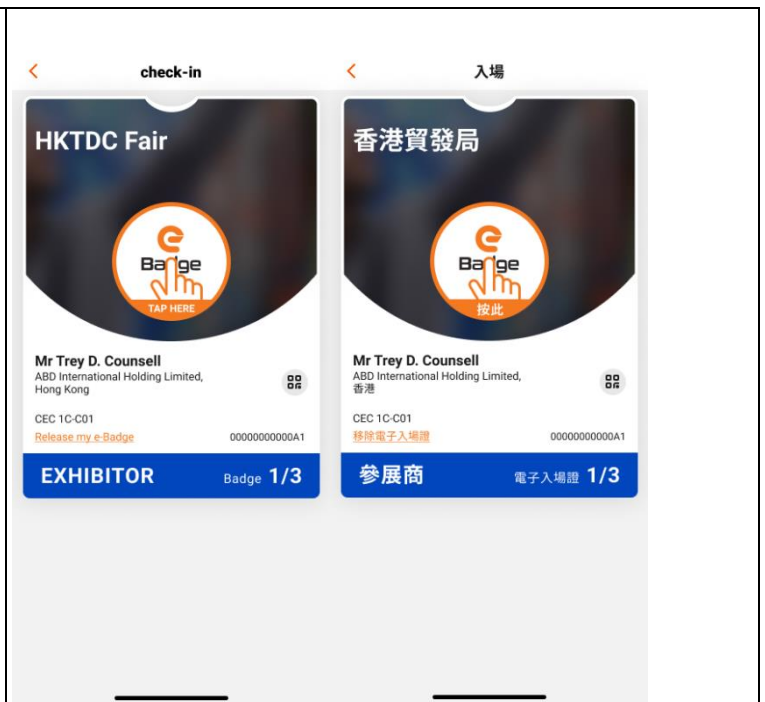 check-in
HKTDC Fair
e
Badge
TAP HERE
Mr Trey D. Counsell
ABD International Holding Limited,
Hong Kong
CEC 1C-C01
Release my e-Badge
00000000000A1
EXHIBITOR
Badge 1/3
入場
香港貿發局
e
Badge
按此
Mr Trey D. Counsell
ABD International Holding Limited,
香港
CEC 1C-C01
移除電子入場證
00000000000A1
參展商
電子入場證 1/3